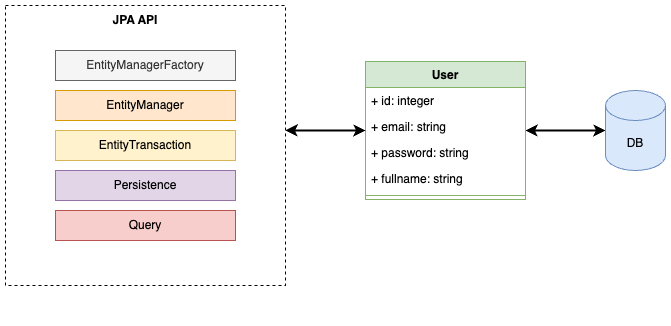 JPA API
EntityManagerFactory
EntityManager
EntityTransaction
Persistence
Query
User
+ id: integer
+ email: string
+ password: string
+ fullname: string
DB